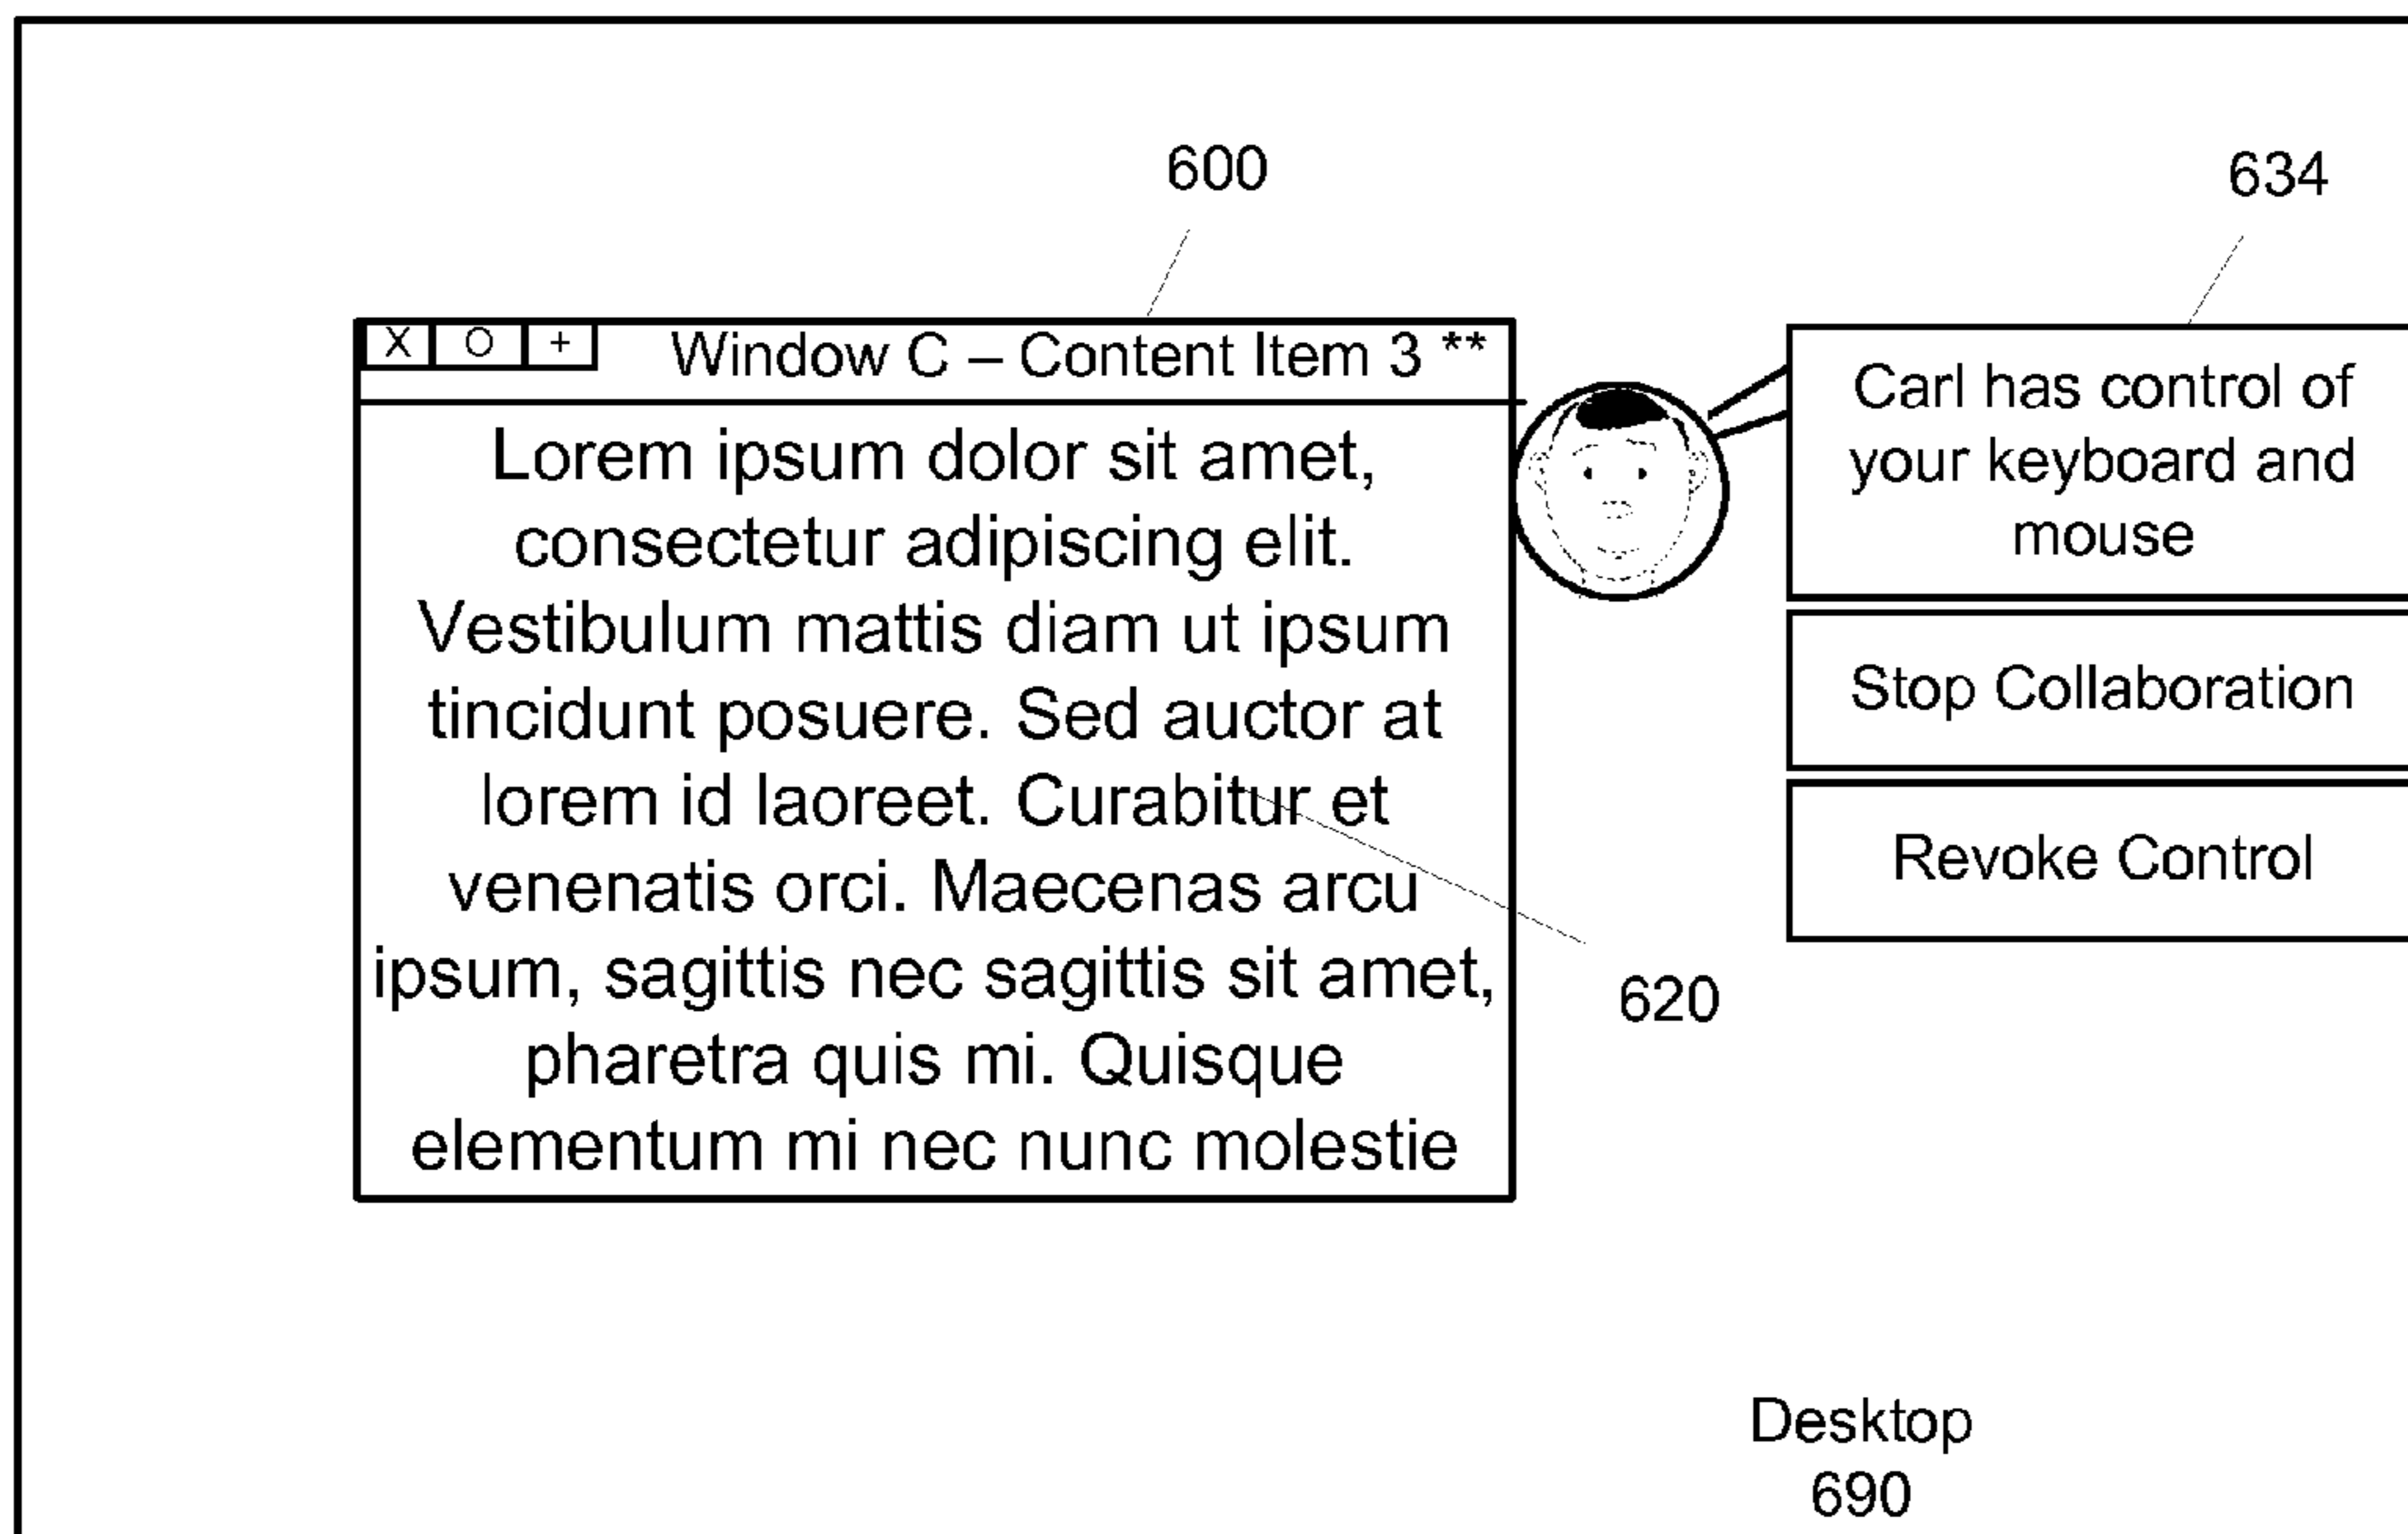 600
634
X O + Window C – Content Item 3 **
Lorem ipsum dolor sit amet,
consectetur adipiscing elit.
Vestibulum mattis diam ut ipsum
tincidunt posuere. Sed auctor at
lorem id laoreet. Curabitur et
venenatis orci. Maecenas arcu
ipsum, sagittis nec sagittis sit amet,
pharetra quis mi. Quisque
elementum mi nec nunc molestie
Carl has control of
your keyboard and
mouse
Stop Collaboration
Revoke Control
620
Desktop
690